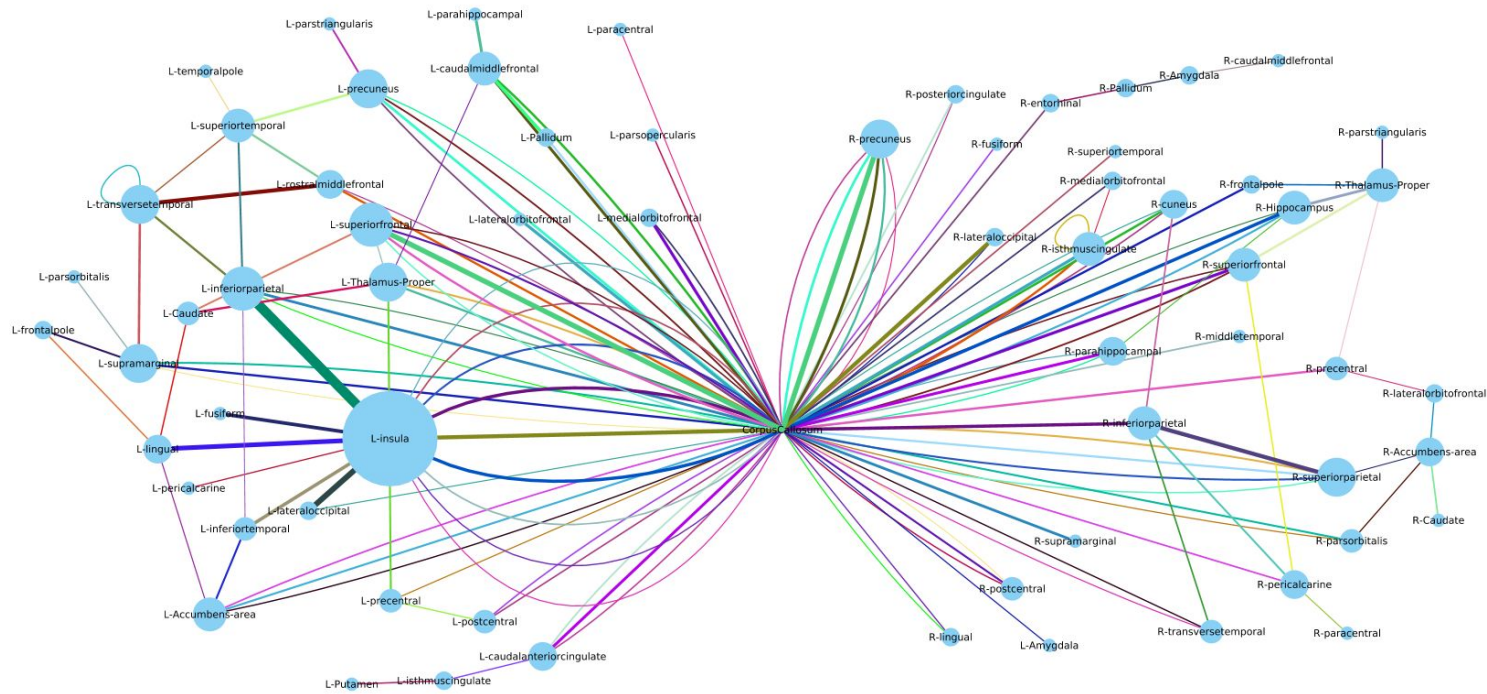 L-parahippocampal
L-parstriangularis
L-paracentral
R-caudalmiddlefrontal
L-temporalpole
L-caudalmiddlefrontal
R-Amygdala
L-precuneus
R-Pallidum
R-posteriorcingulate
R-entorhinal
L-superiortemporal
L-Pallidum
L-parsopercularis
R-precuneus
R-fusiform
R-parstriangularis
R-superiortemporal
L-rostralmiddlefrontal
R-medialorbitofrontal
R-frontalpole
R-Thalamus-Proper
L-transversetemporal
R-cuneus
R-Hippocampus
L-superiorfrontal
L-lateralorbitofrontal
L-medialorbitofrontal
R-lateraloccipital
R-isthmuscingulate
R-superiorfrontal
L-parsorbitalis
L-inferiorparietal
L-Thalamus-Proper
L-Caudate
L-frontalpole
R-middletemporal
L-supramarginal
R-parahippocampal
R-precentral
R-lateralorbitofrontal
L-fusiform
L-insula
CorpusCallosum
R-inferiorparietal
L-lingual
R-Accumbens-area
L-pericalcarine
R-superiorparietal
L-lateraloccipital
L-inferiortemporal
R-Caudate
R-supramarginal
R-parsorbitalis
R-pericalcarine
R-postcentral
L-precentral
L-Accumbens-area
L-postcentral
R-lingual
R-transversetemporal
R-paracentral
L-Amygdala
L-caudalanteriorcingulate
L-isthmuscingulate
L-Putamen